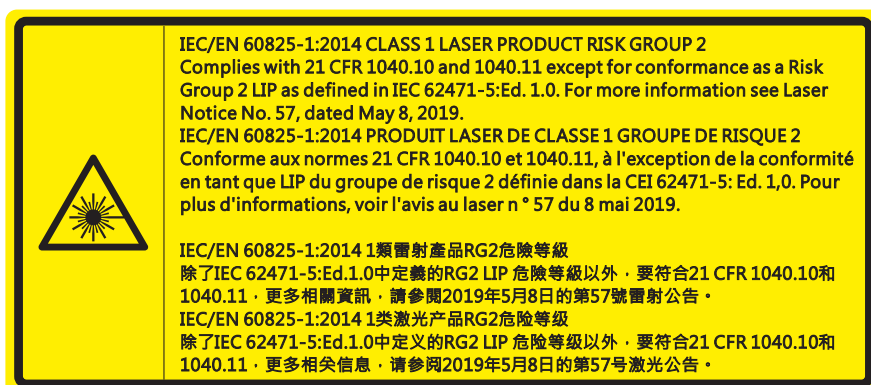 IEC/EN 60825-1:2014 CLASS 1 LASER PRODUCT RISK GROUP 2
Complies with 21 CFR 1040.10 and 1040.11 except for conformance as a Risk
Group 2 LIP as defined in IEC 62471-5:Ed. 1.0. For more information see Laser
Notice No. 57, dated May 8, 2019.
IEC/EN 60825-1:2014 PRODUIT LASER DE CLASSE 1 GROUPE DE RISQUE 2
Conforme aux normes 21 CFR 1040.10 et 1040.11, à l'exception de la conformité
en tant que LIP du groupe de risque 2 définie dans la CEI 62471-5: Ed. 1,0. Pour
plus d'informations, voir l'avis au laser n ° 57 du 8 mai 2019.
IEC/EN 60825-1:2014 1類雷射產品RG2危險等級
除了IEC 62471-5:Ed.1.0中定義的RG2 LIP 危險等級以外，要符合21 CFR 1040.10和
1040.11，更多相關資訊，請參閱2019年5月8日的第57號雷射公告。
IEC/EN 60825-1:2014 1类激光产品RG2危险等级
除了IEC 62471-5:Ed.1.0中定义的RG2 LIP 危险等级以外，要符合21 CFR 1040.10和
1040.11，更多相关信息，请参阅2019年5月8日的第57号激光公告。